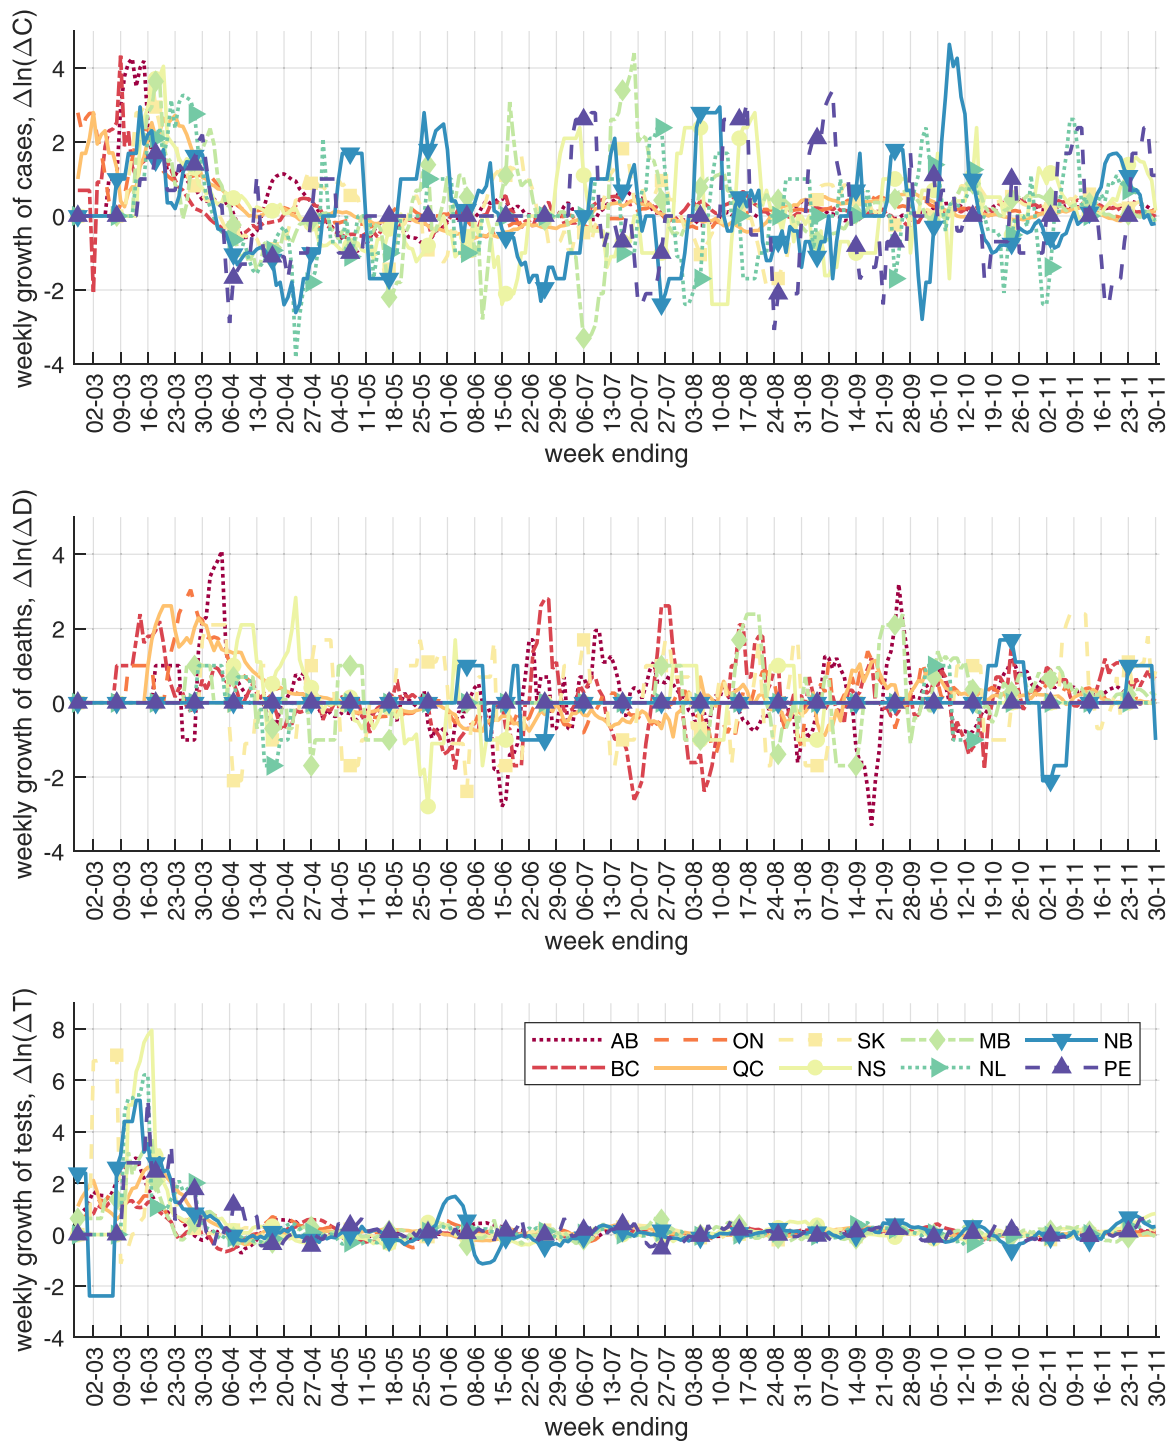 weekly growth of cases, Δln(ΔC)
4
2
0
-2
-4
02-03 09-03 16-03 23-03 30-03 06-04 13-04 20-04 27-04 04-05 11-05 18-05 25-05 01-06 08-06 15-06 22-06 29-06 06-07 13-07 20-07 27-07 03-08 10-08 17-08 24-08 31-08 07-09 14-09 21-09 28-09 05-10 12-10 19-10 26-10 02-11 09-11 16-11 23-11 30-11
week ending
weekly growth of deaths, Δln(ΔD)
4
2
0
-2
-4
02-03 09-03 16-03 23-03 30-03 06-04 13-04 20-04 27-04 04-05 11-05 18-05 25-05 01-06 08-06 15-06 22-06 29-06 06-07 13-07 20-07 27-07 03-08 10-08 17-08 24-08 31-08 07-09 14-09 21-09 28-09 05-10 12-10 19-10 26-10 02-11 09-11 16-11 23-11 30-11
week ending
weekly growth of tests, Δln(ΔT)
8
6
4
2
0
-2
-4
AB ON SK MB NB
BC QC NS NL PE
02-03 09-03 16-03 23-03 30-03 06-04 13-04 20-04 27-04 04-05 11-05 18-05 25-05 01-06 08-06 15-06 22-06 29-06 06-07 13-07 20-07 27-07 03-08 10-08 17-08 24-08 31-08 07-09 14-09 21-09 28-09 05-10 12-10 19-10 26-10 02-11 09-11 16-11 23-11 30-11
week ending